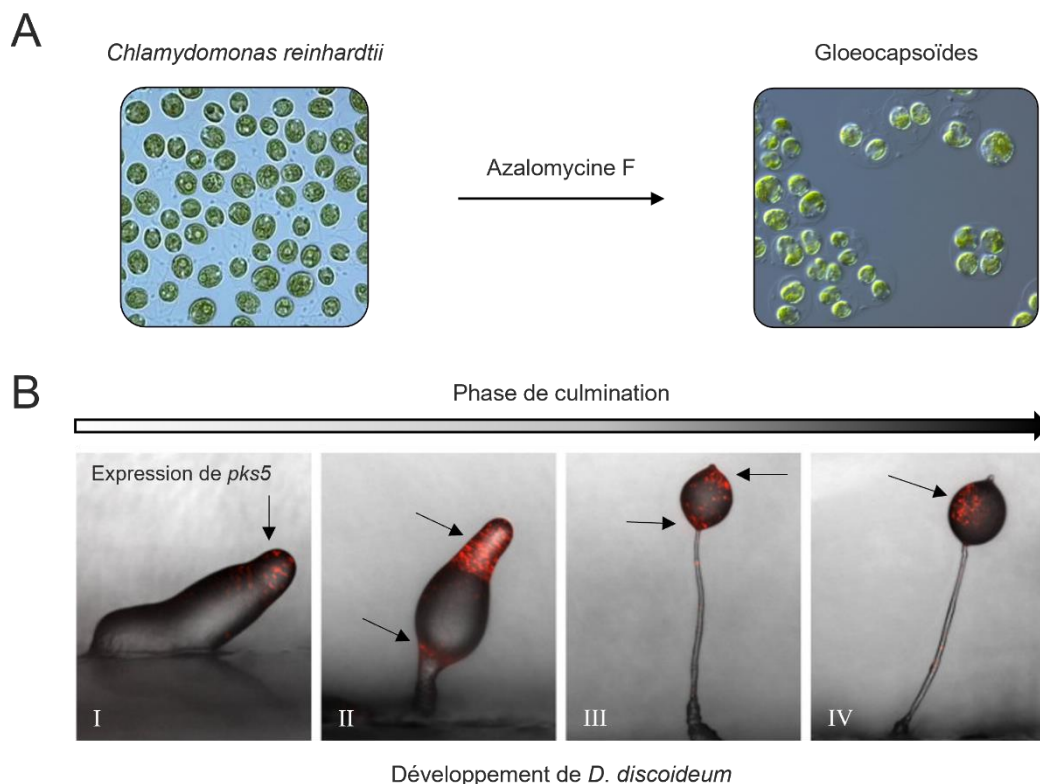 A
Chlamydomonas reinhardtii
Gloeocapsoïdes
Azalomycine F
B
Phase de culmination
Expression de pks5
I
II
III
IV
Développement de D. discoideum